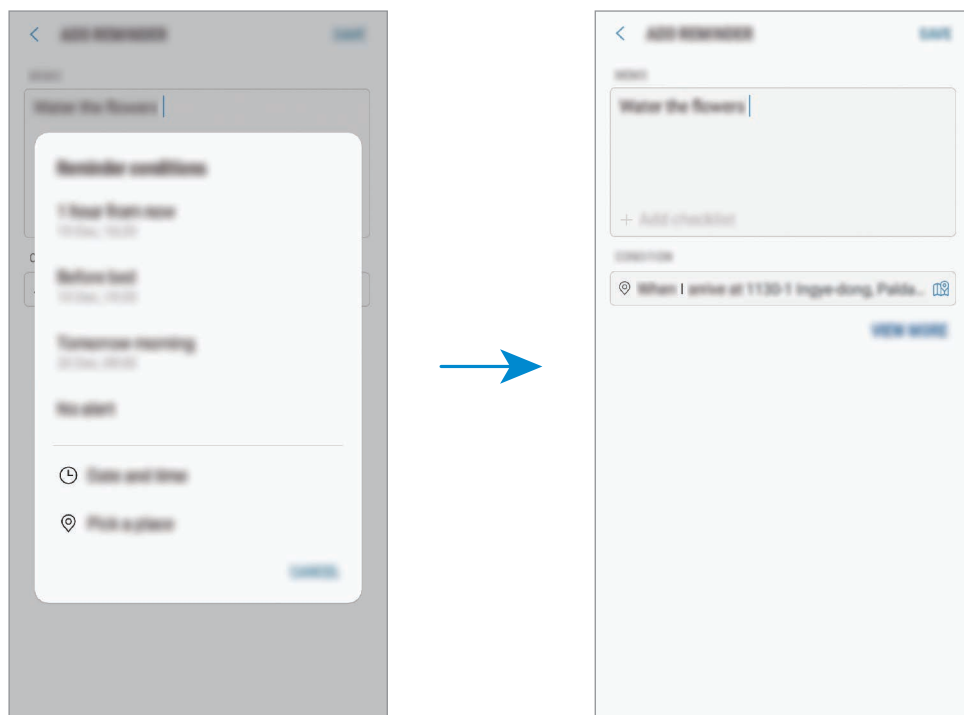 ADD REMINDER
SAVE
Water the flowers
Reminder conditions
1 hour from now
Before bed
Tomorrow morning
No alert
Date and time
Pick a place
CANCEL
ADD REMINDER
SAVE
Water the flowers
+ Add checklist
CONDITION
When I arrive at 1130-1 Ingye-dong, Palda...
VIEW MORE